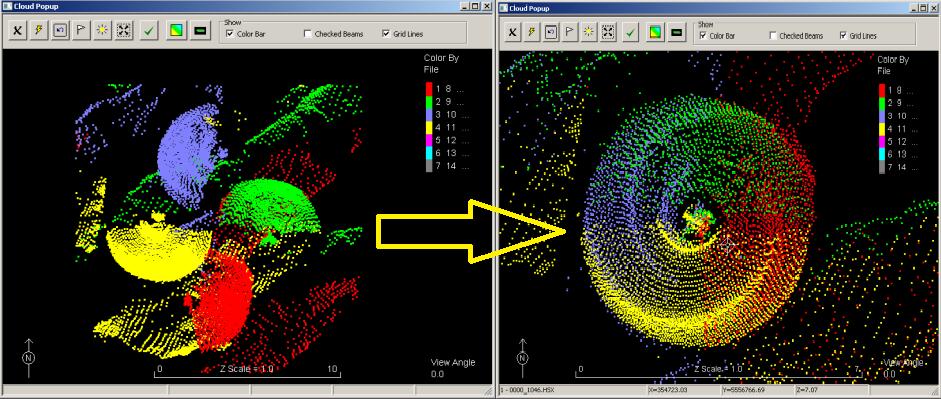 Cloud Popup
Show
Color Bar
Checked Beams
Grid Lines
Color By
File
1 8 ...
2 9 ...
3 10 ...
4 11 ...
5 12 ...
6 13 ...
7 14 ...
N
0 Z Scale = 1.0 10
View Angle
0.0
Cloud Popup
Show
Color Bar
Checked Beams
Grid Lines
Color By
File
1 8 ...
2 9 ...
3 10 ...
4 11 ...
5 12 ...
6 13 ...
7 14 ...
N
0 Z Scale = 1.0 7
View Angle
0.0
X=354723.03
Y=5556766.69
Z=7.07